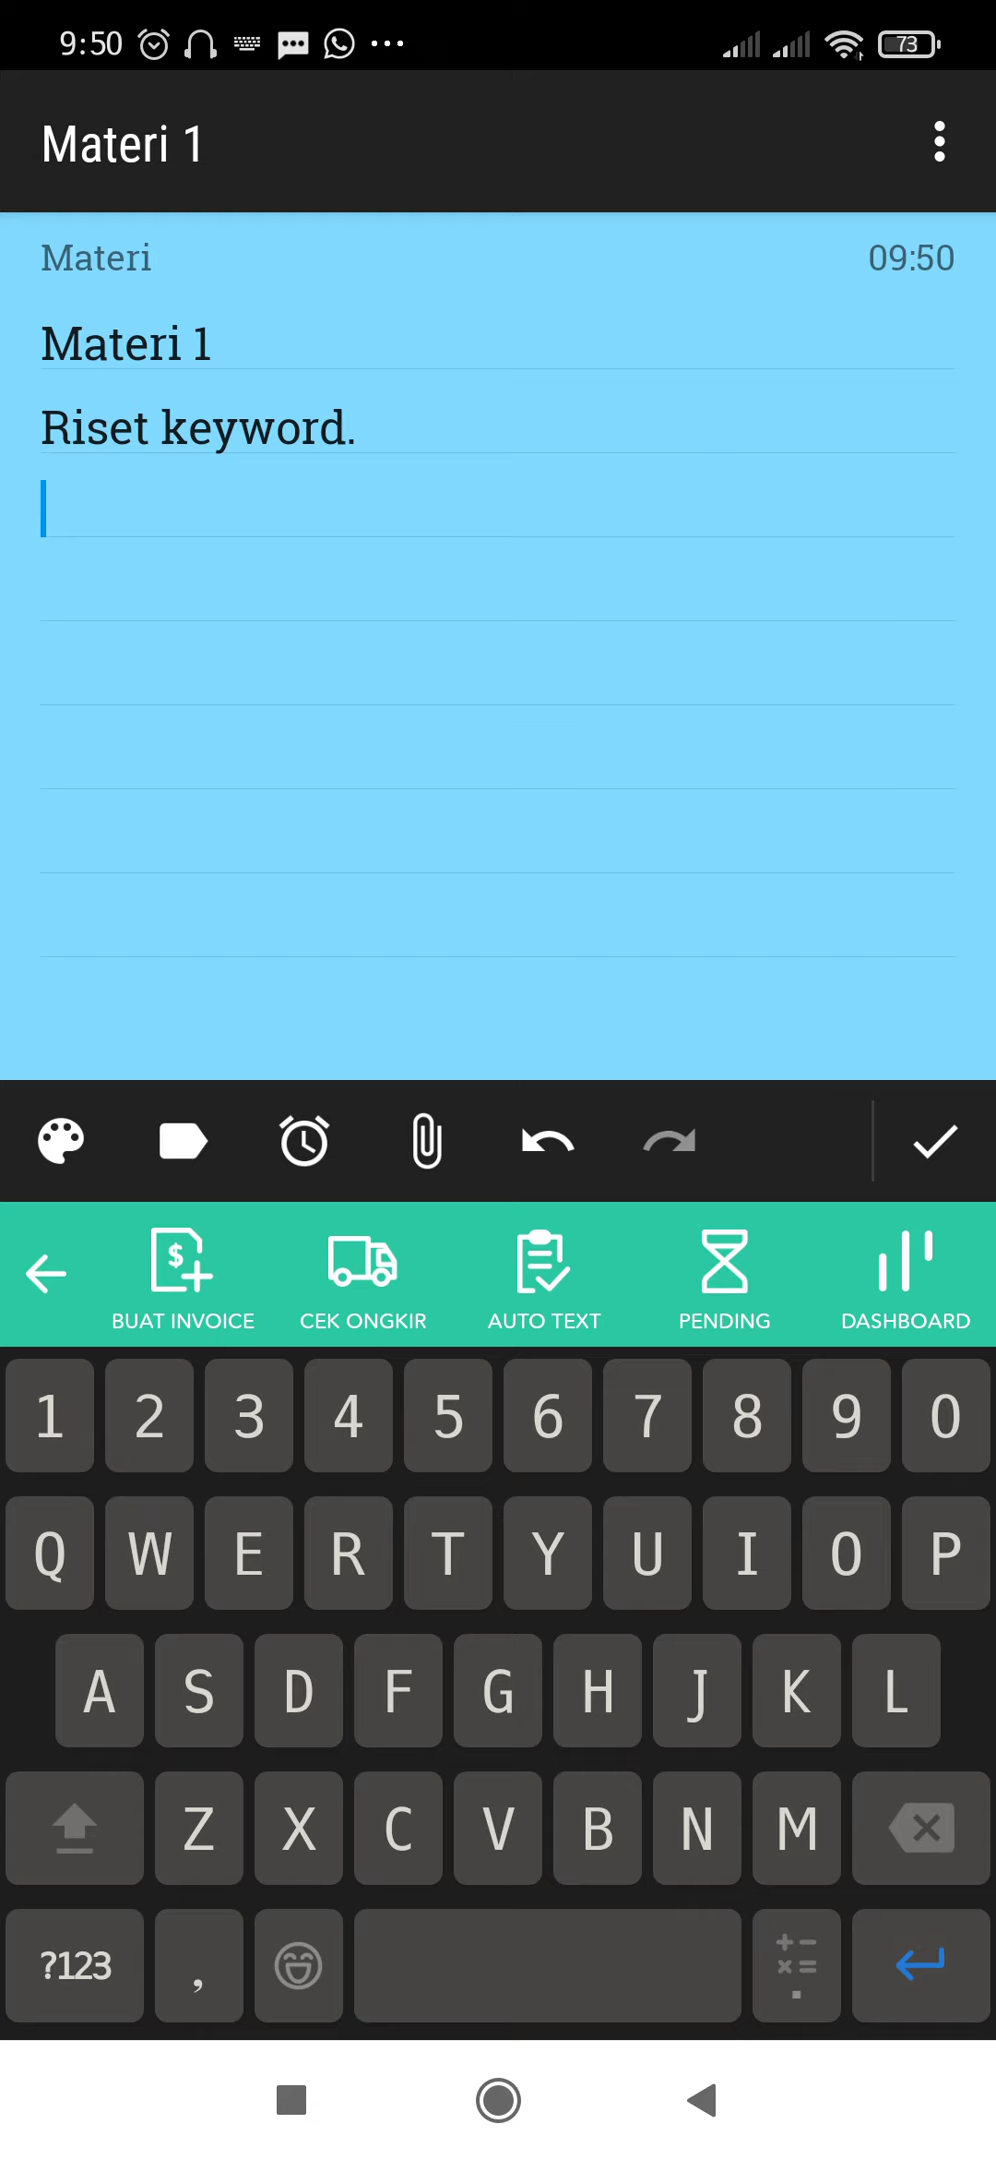 9:50
73
Materi 1
Materi 09:50
Materi 1
Riset keyword.
BUAT INVOICE CEK ONGKIR AUTO TEXT PENDING DASHBOARD
1 2 3 4 5 6 7 8 9 0
Q W E R T Y U I O P
A S D F G H J K L
Z X C V B N M
?123 ,